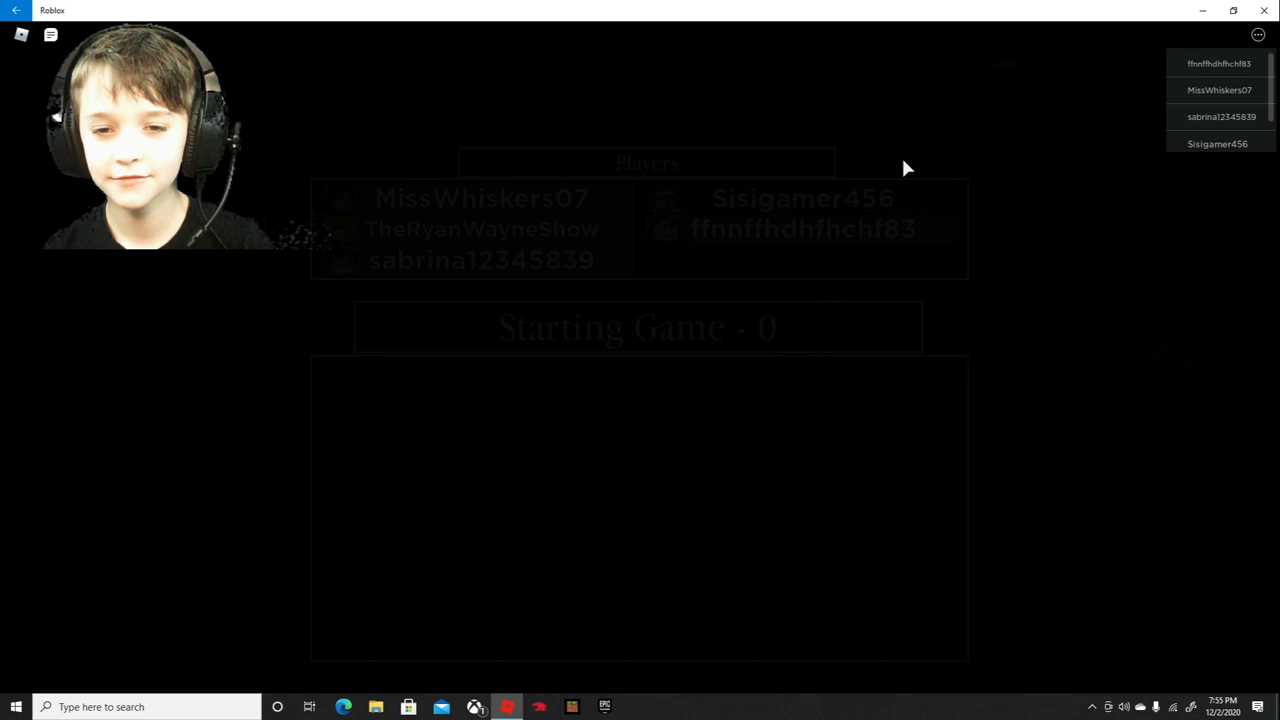 Roblox
ffnnffhdhfhchf83
MissWhiskers07
sabrina12345839
Sisigamer456
Players
MissWhiskers07 Sisigamer456
TheRyanWayneShow ffnnffhdhfhchf83
sabrina12345839
Starting Game - 0
Type here to search
EPIC
7:55 PM
12/2/2020